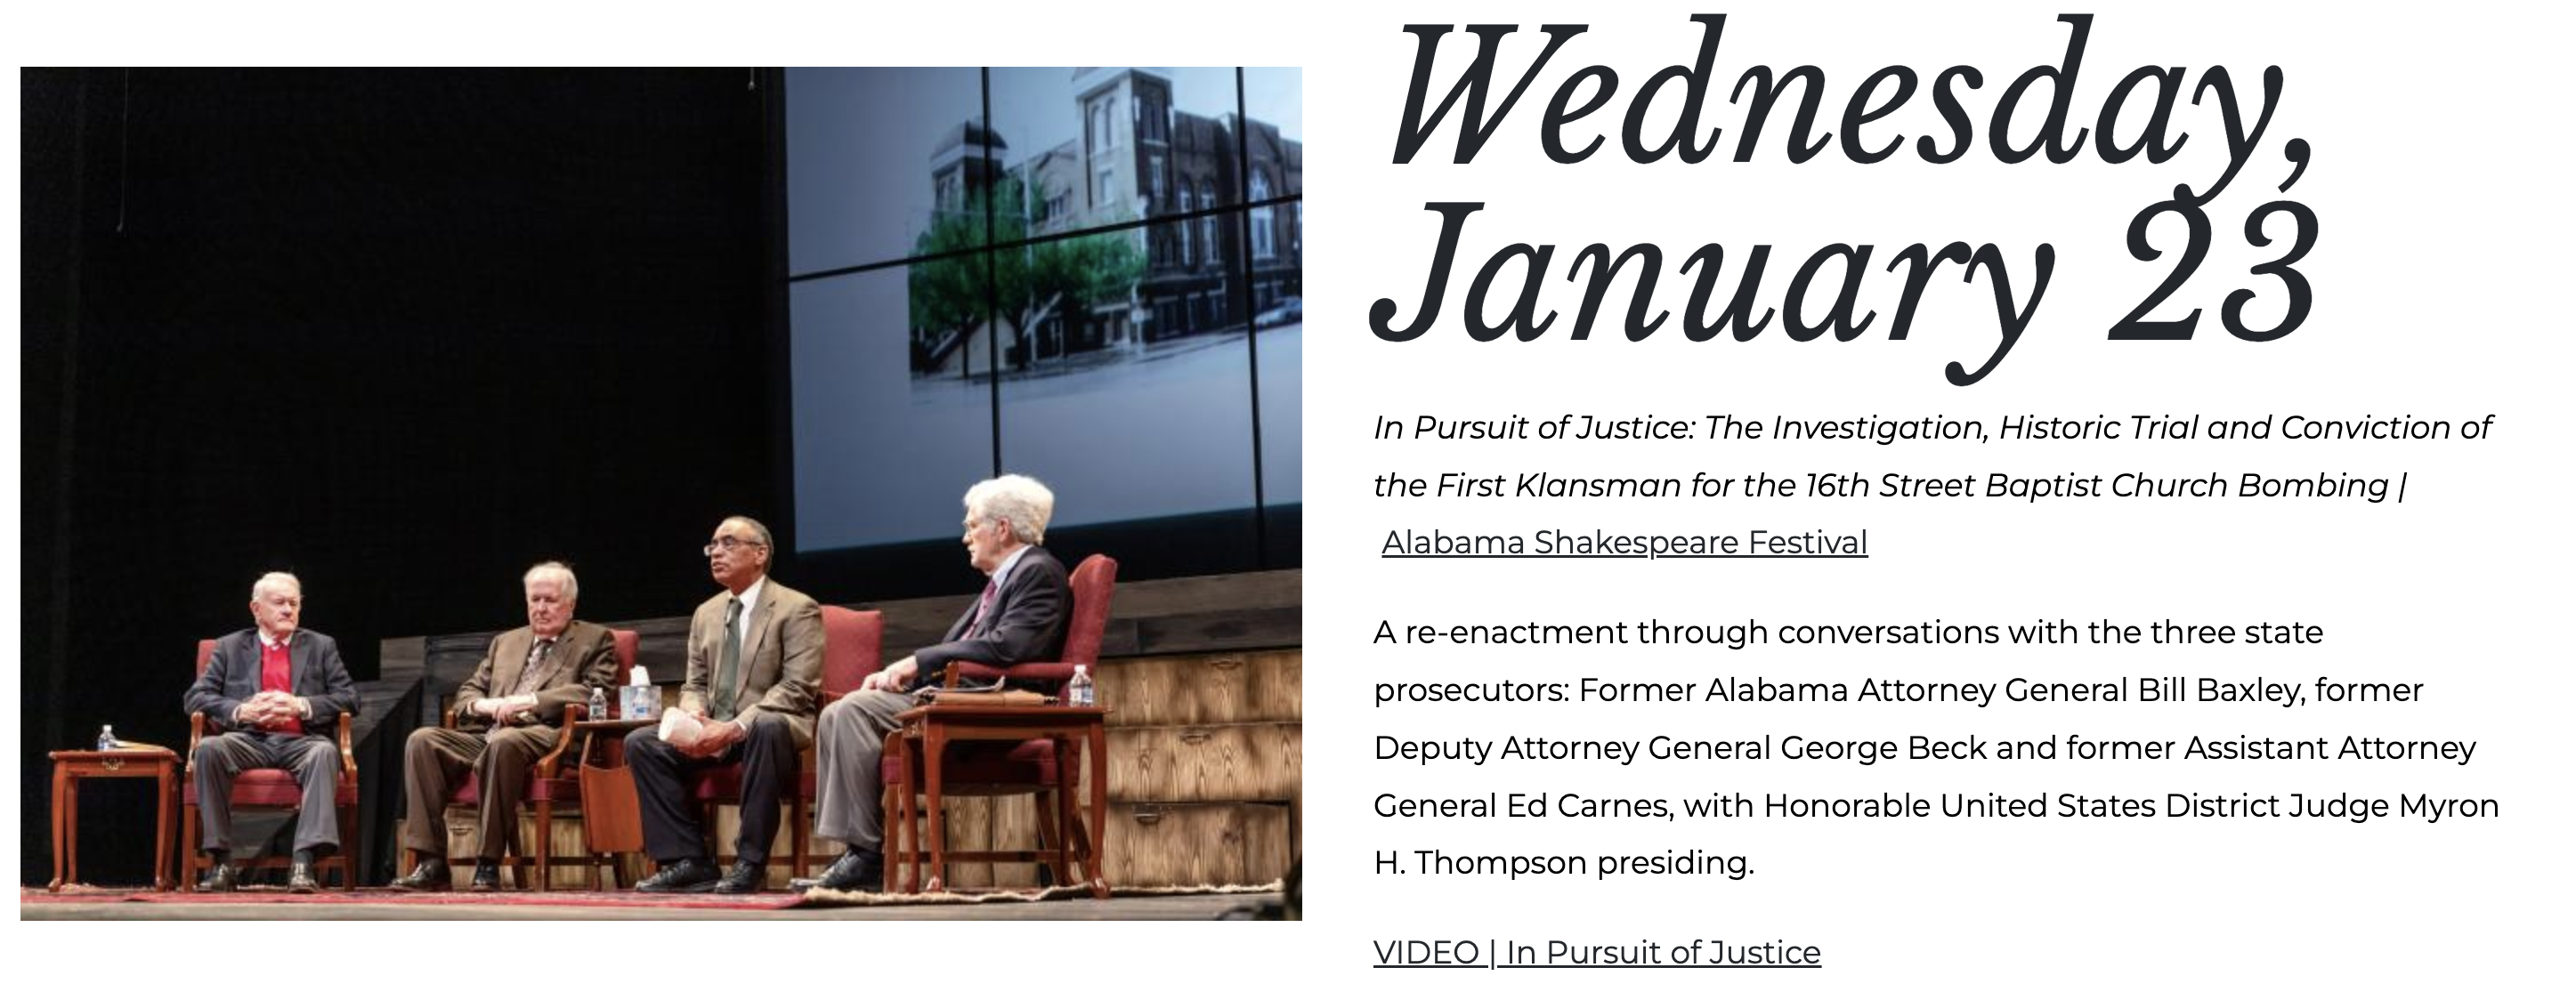 Wednesday,
January 23
In Pursuit of Justice: The Investigation, Historic Trial and Conviction of
the First Klansman for the 16th Street Baptist Church Bombing |
Alabama Shakespeare Festival
A re-enactment through conversations with the three state
prosecutors: Former Alabama Attorney General Bill Baxley, former
Deputy Attorney General George Beck and former Assistant Attorney
General Ed Carnes, with Honorable United States District Judge Myron
H. Thompson presiding.
VIDEO | In Pursuit of Justice